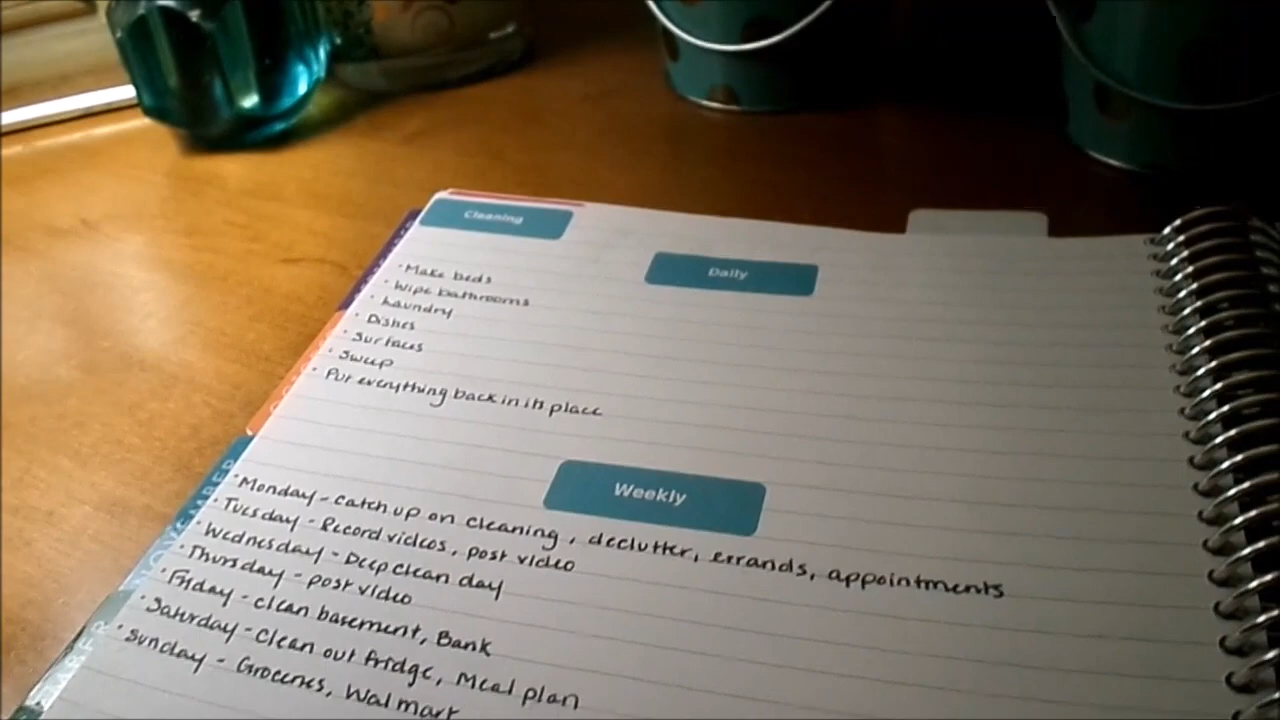 Cleaning
Daily
· Make beds
· Wipe bathrooms
· Laundry
· Dishes
· Surfaces
· Sweep
· Put everything back in its place
Weekly
· Monday - Catch up on cleaning, declutter, errands, appointments
· Tuesday - Record videos, post video
· Wednesday - Deep clean day
· Thursday - post video
· Friday - clean basement, Bank
· Saturday - Clean out fridge, Meal plan
· Sunday - Groceries, Walmart